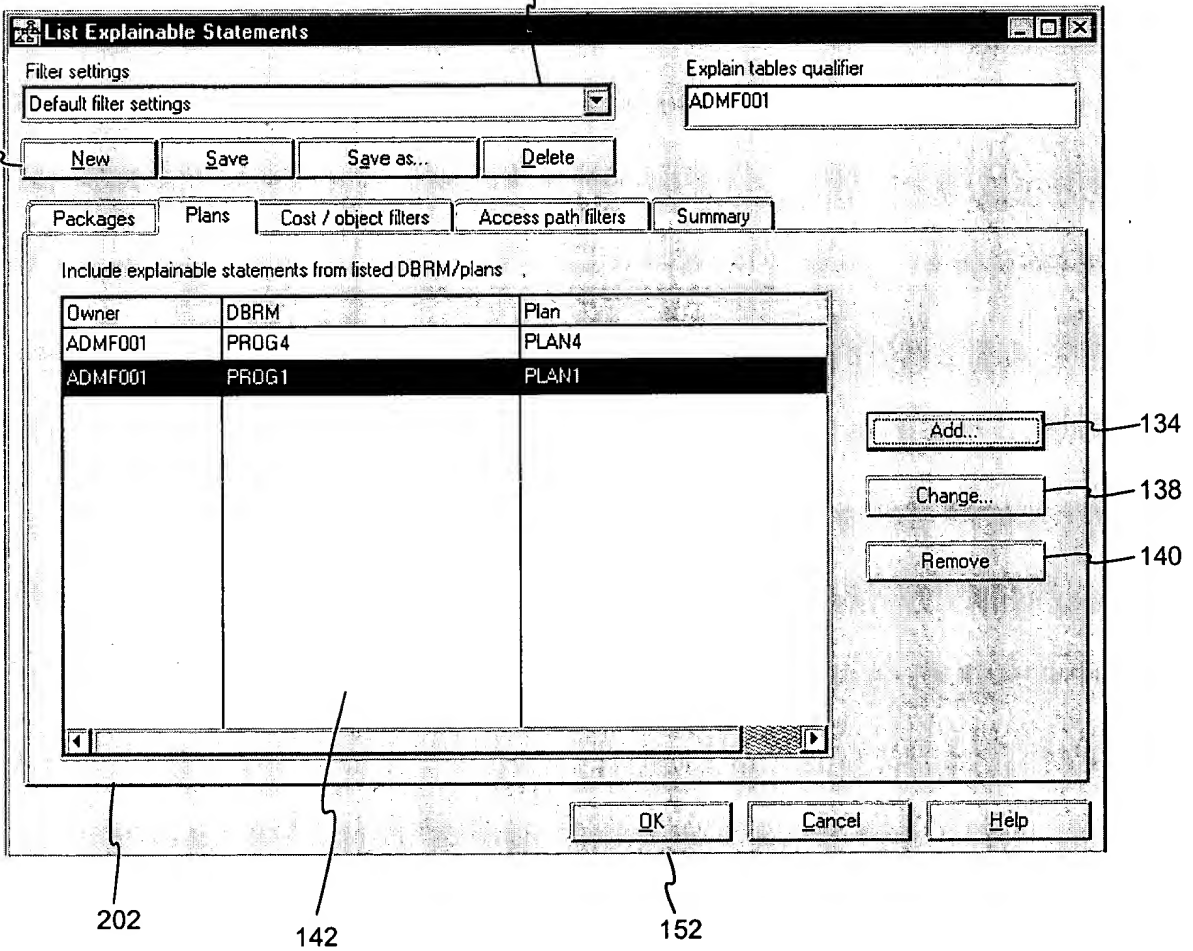 List Explainable Statements
Filter settings
Explain tables qualifier
Default filter settings
ADMF001
New Save Save as... Delete
Packages Plans Cost / object filters Access path filters Summary
Include explainable statements from listed DBRM/plans
Owner DBRM Plan
ADMF001 PROG4 PLAN4
ADMF001 PROG1 PLAN1
Add... 134
Change... 138
Remove 140
OK Cancel Help
202 142 152